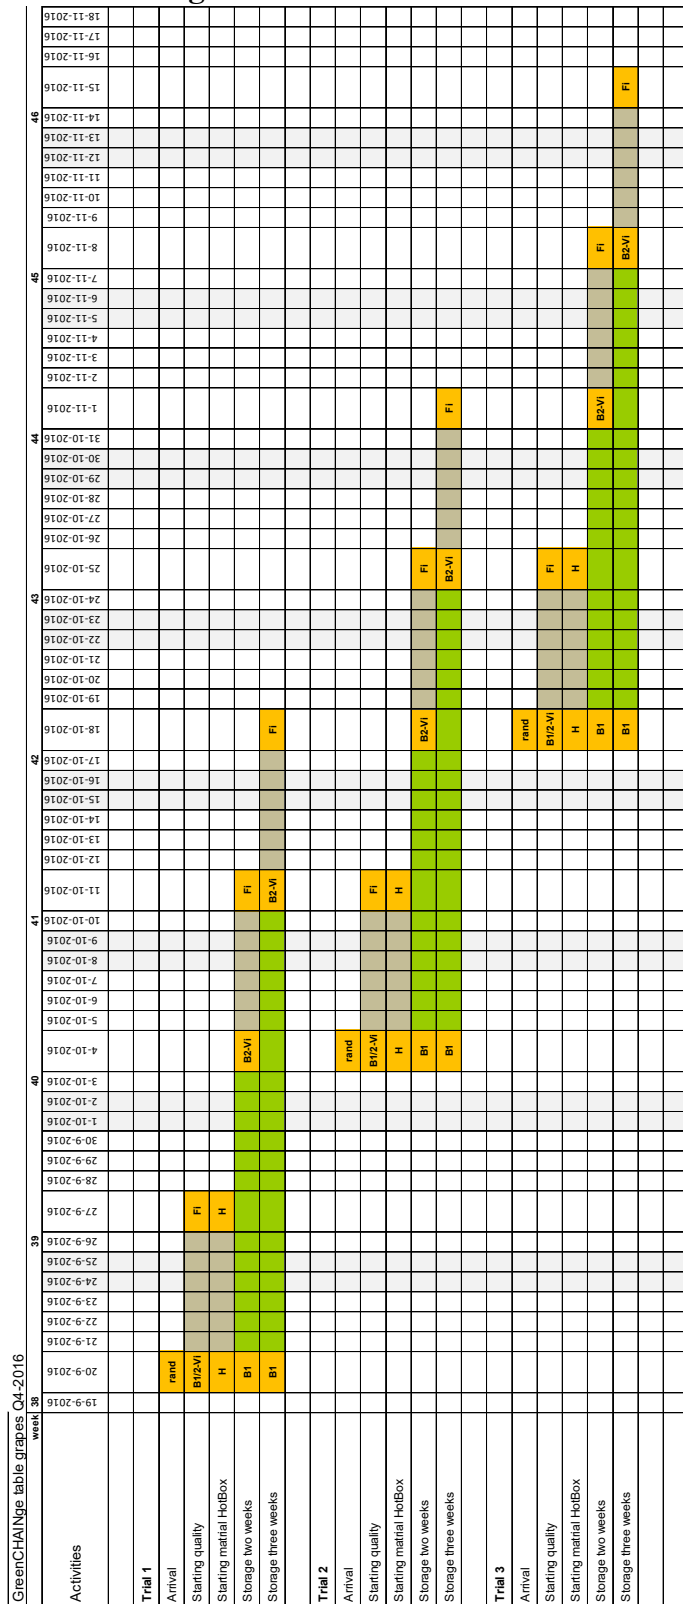 GreenCHAINge table grapes Q4-2016
week 38 39 40 41 42 43 44 45 46
Activities 19-9-2016 20-9-2016 21-9-2016 22-9-2016 23-9-2016 24-9-2016 25-9-2016 26-9-2016 27-9-2016 28-9-2016 29-9-2016 30-9-2016 1-10-2016 2-10-2016 3-10-2016 4-10-2016 5-10-2016 6-10-2016 7-10-2016 8-10-2016 9-10-2016 10-10-2016 11-10-2016 12-10-2016 13-10-2016 14-10-2016 15-10-2016 16-10-2016 17-10-2016 18-10-2016 19-10-2016 20-10-2016 21-10-2016 22-10-2016 23-10-2016 24-10-2016 25-10-2016 26-10-2016 27-10-2016 28-10-2016 29-10-2016 30-10-2016 31-10-2016 1-11-2016 2-11-2016 3-11-2016 4-11-2016 5-11-2016 6-11-2016 7-11-2016 8-11-2016 9-11-2016 10-11-2016 11-11-2016 12-11-2016 13-11-2016 14-11-2016 15-11-2016 16-11-2016 17-11-2016 18-11-2016
Trial 1
Arrival rand
Starting quality B1/2-Vi Fi
Starting matrial HotBox H H
Storage two weeks B1 B2-Vi Fi
Storage three weeks B1 B2-Vi Fi
Trial 2
Arrival rand
Starting quality B1/2-Vi Fi
Starting matrial HotBox H H
Storage two weeks B1 B2-Vi Fi
Storage three weeks B1 B2-Vi Fi
Trial 3
Arrival rand
Starting quality B1/2-Vi Fi
Starting matrial HotBox H H
Storage two weeks B1 B2-Vi Fi
Storage three weeks B1 B2-Vi Fi